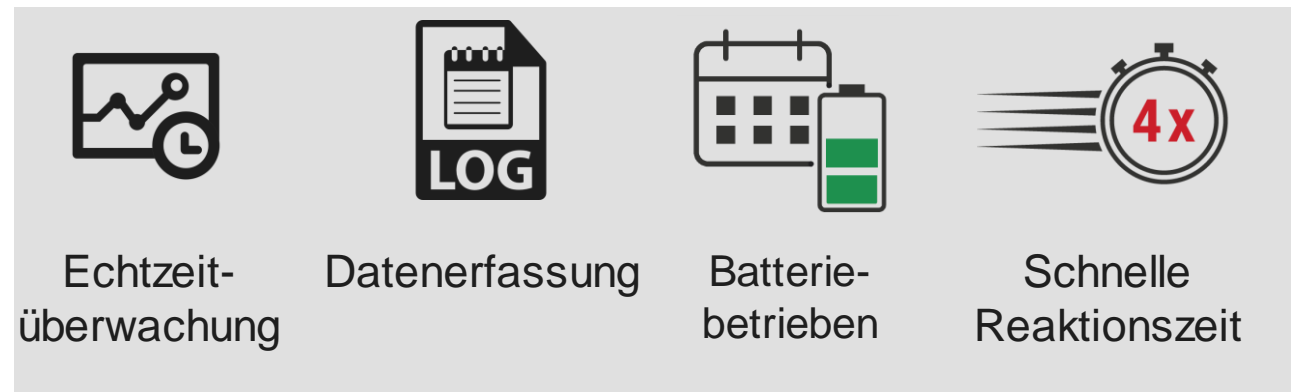 LOG
4x
Echtzeit-
überwachung
Datenerfassung
Batterie-
betrieben
Schnelle
Reaktionszeit